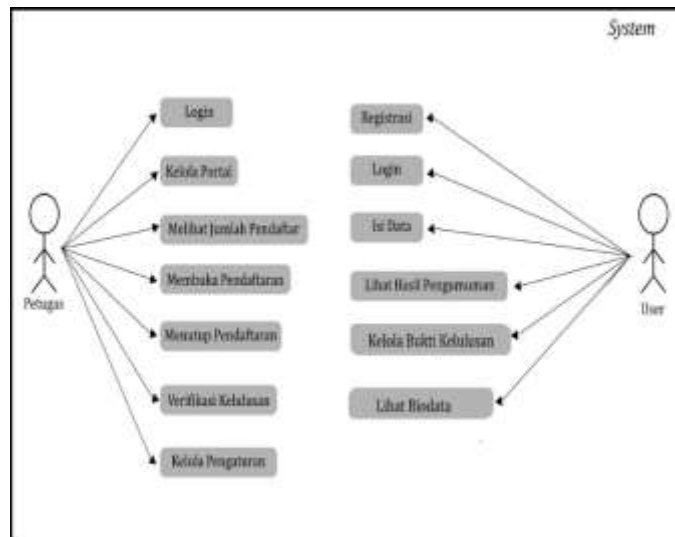 System
Login
Kelola Portal
Melihat Jumlah Pendaftar
Membuka Pendaftaran
Menutup Pendaftaran
Verifikasi Kelulusan
Kelola Pengaturan
Petugas
Registrasi
Login
Isi Data
Lihat Hasil Pengumuman
Kelola Bukti Kelulusan
Lihat Biodata
User